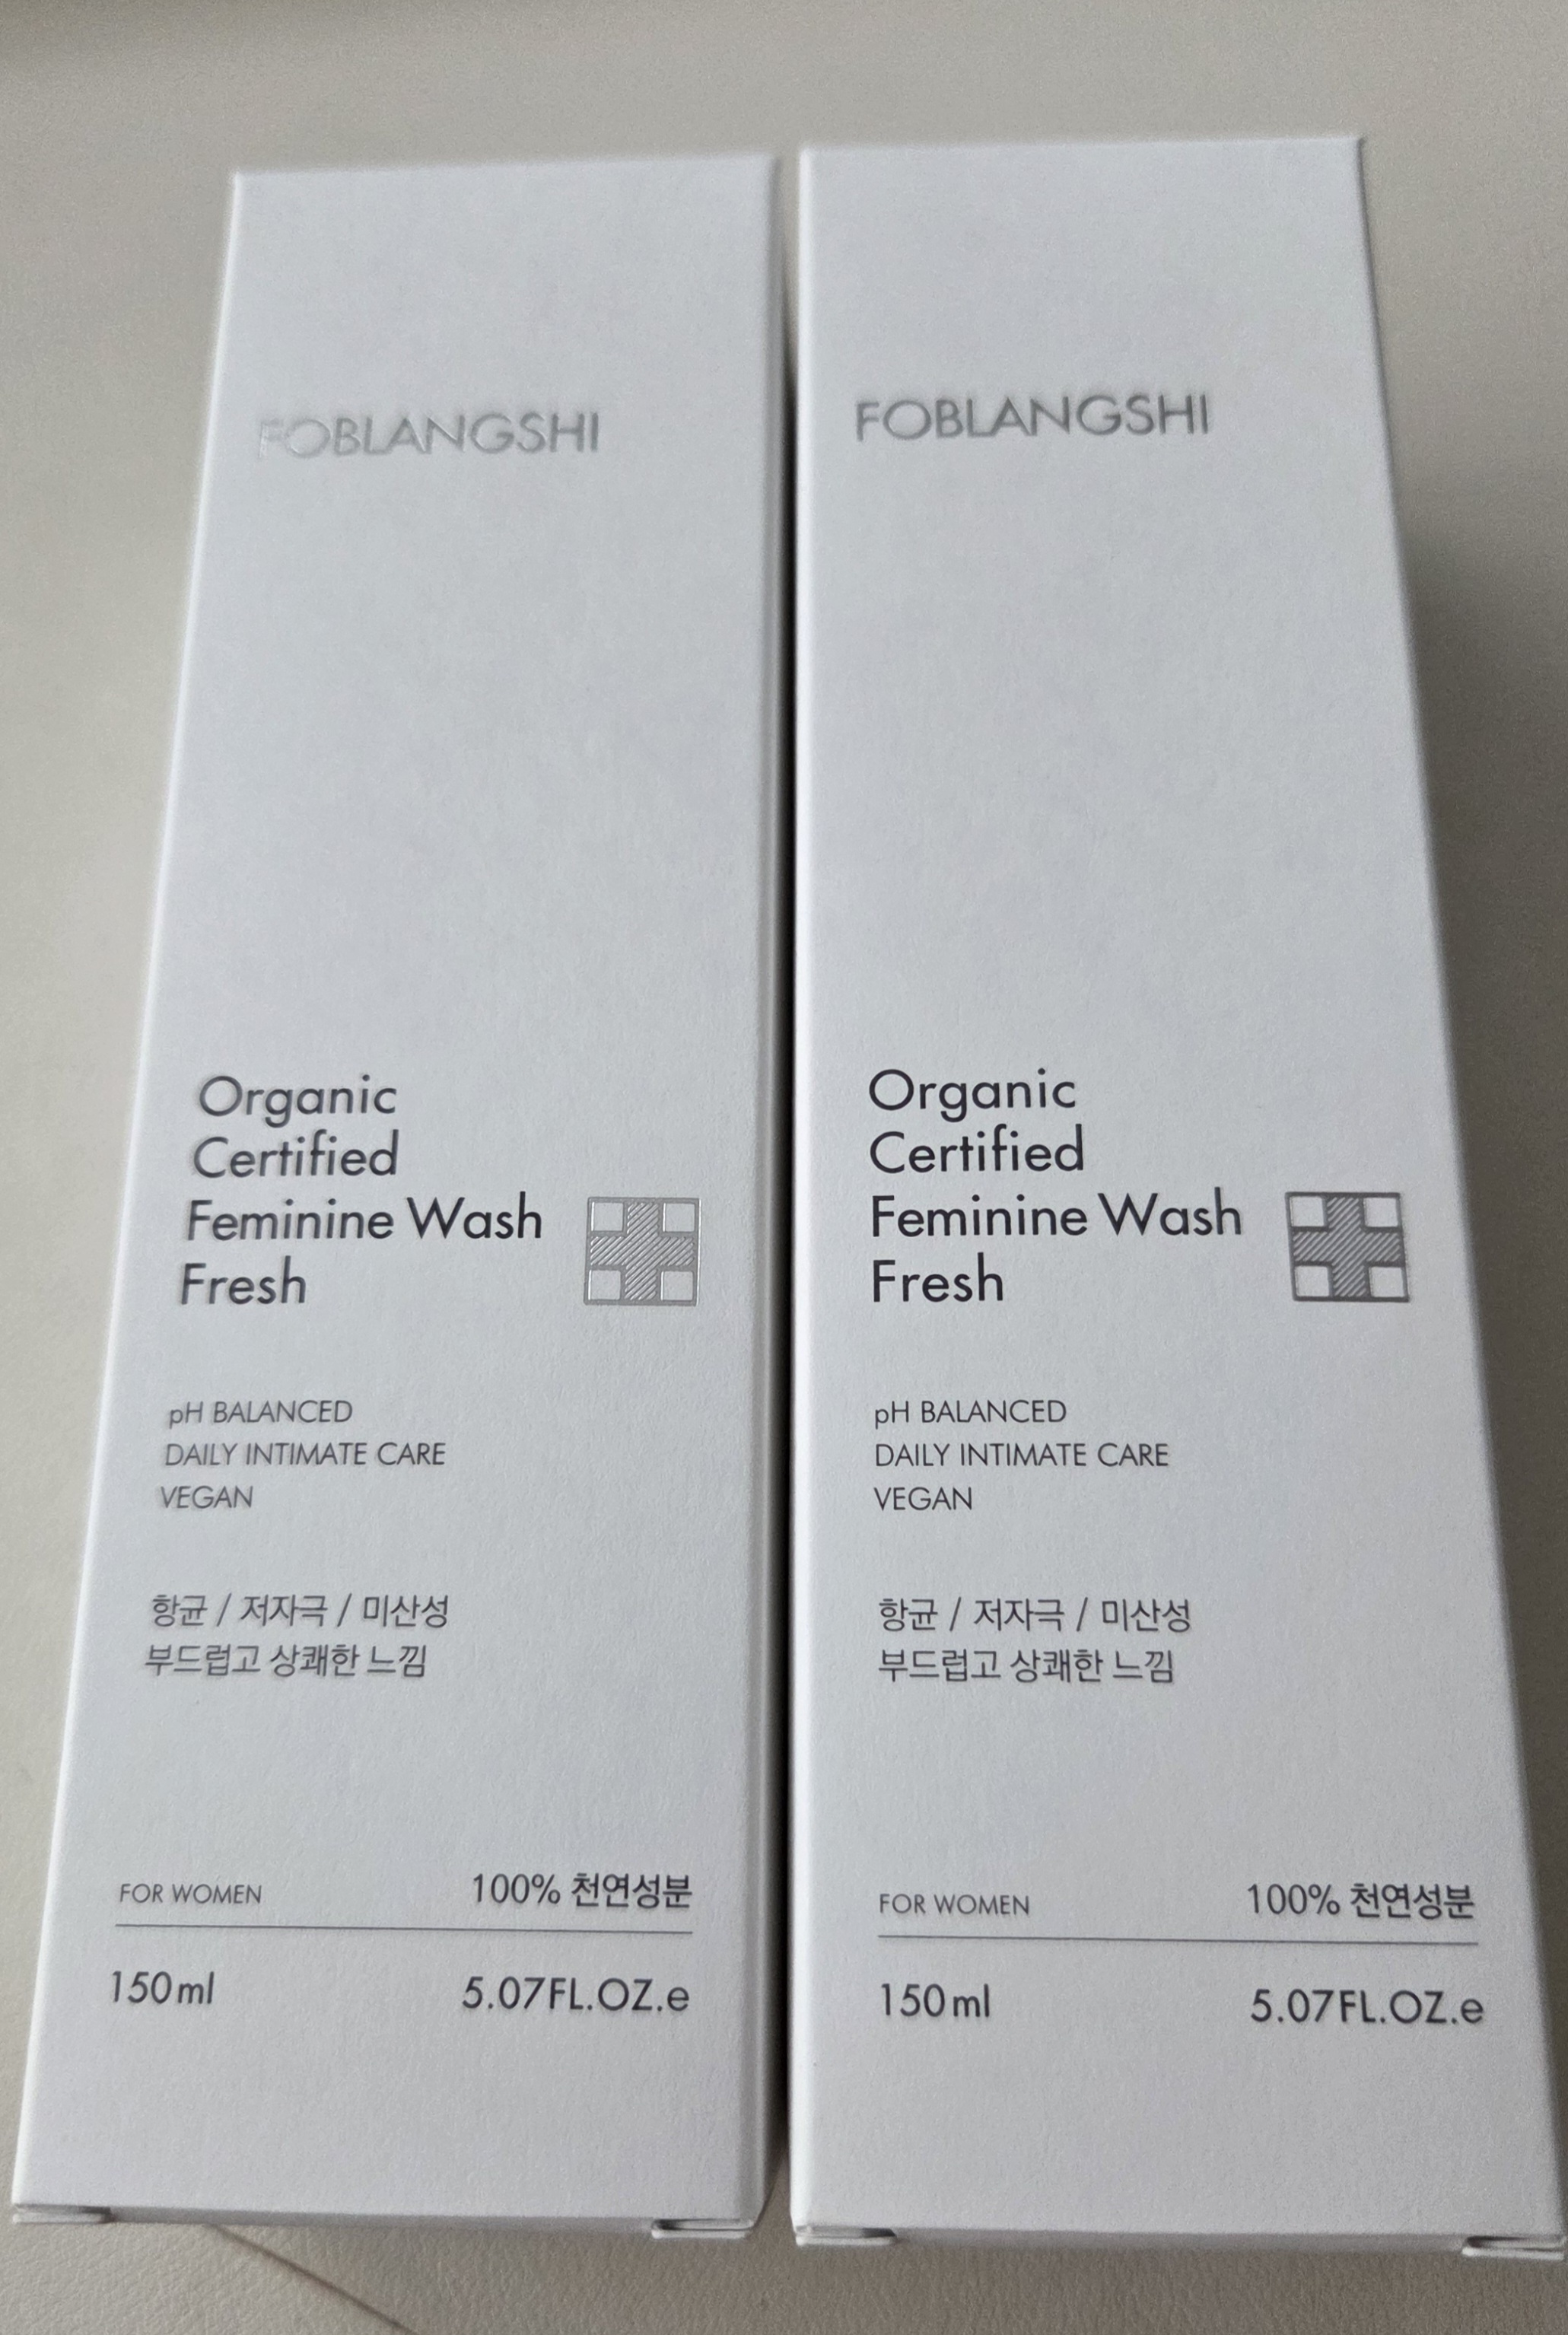 FOBLANGSHI
Organic
Certified
Feminine Wash
Fresh
pH BALANCED
DAILY INTIMATE CARE
VEGAN
항균 / 저자극 / 미산성
부드럽고 상쾌한 느낌
FOR WOMEN 100% 천연성분
150ml 5.07FL.OZ.e
FOBLANGSHI
Organic
Certified
Feminine Wash
Fresh
pH BALANCED
DAILY INTIMATE CARE
VEGAN
항균 / 저자극 / 미산성
부드럽고 상쾌한 느낌
FOR WOMEN 100% 천연성분
150ml 5.07FL.OZ.e